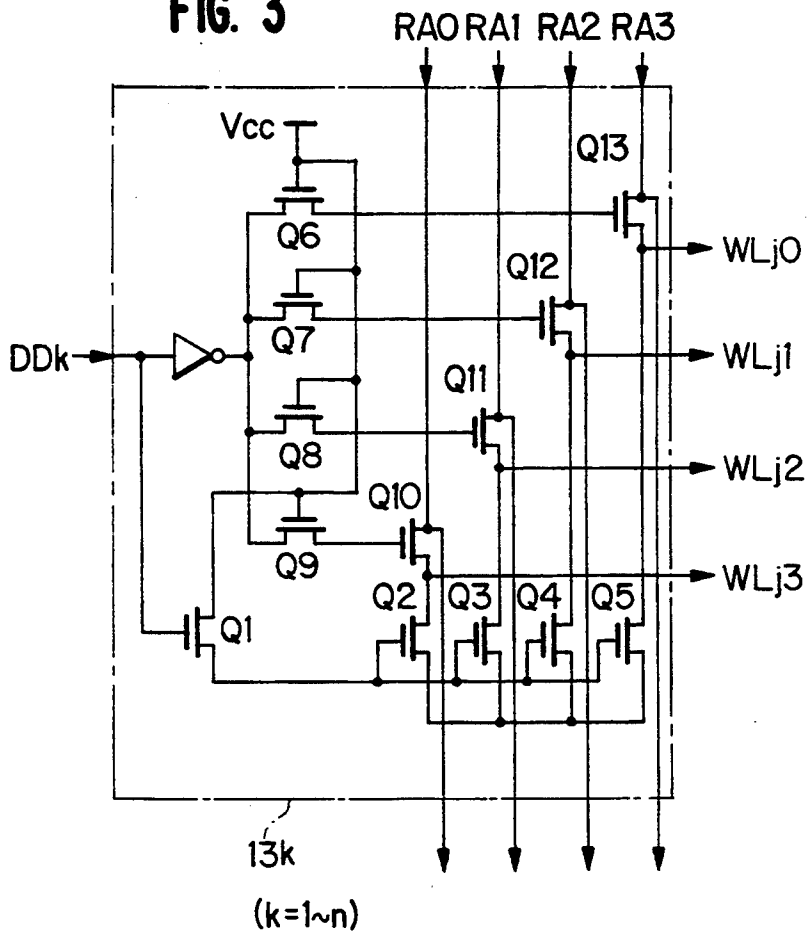 FIG. 3
RA0 RA1 RA2 RA3
Vcc
Q13
Q6
WLj0
Q12
Q7
DDk
WLj1
Q11
Q8
WLj2
Q10
Q9
WLj3
Q2 Q3 Q4 Q5
Q1
13k
(k=1~n)